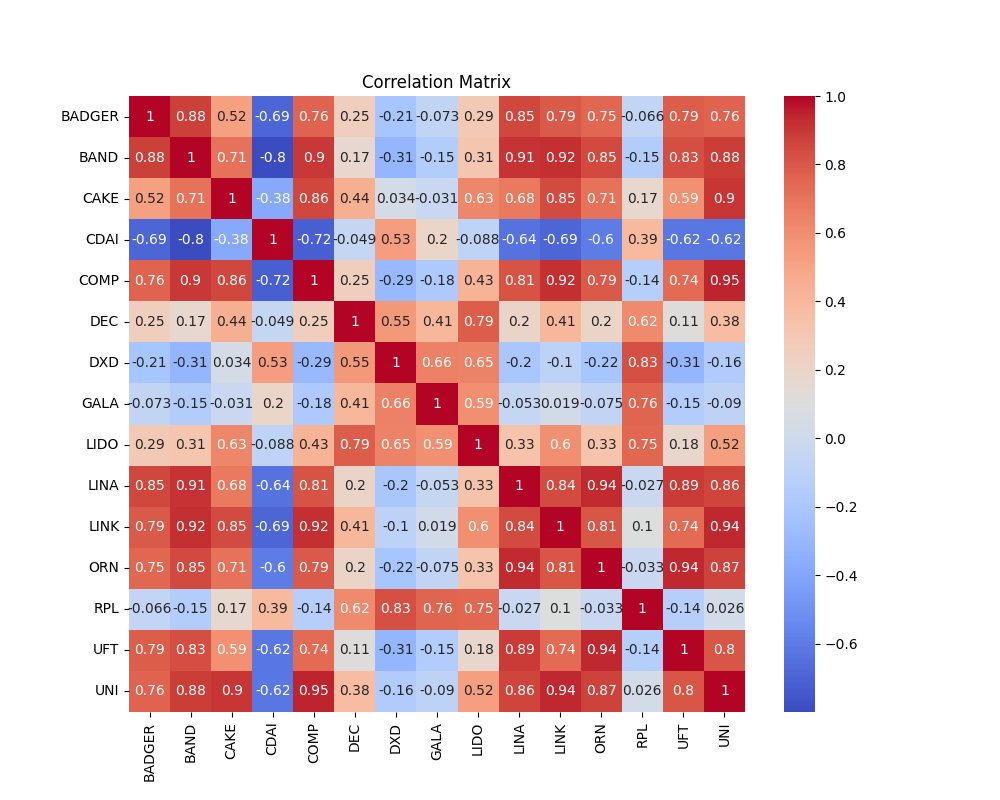 Correlation Matrix
BADGER 1 0.88 0.52 -0.69 0.76 0.25 -0.21 -0.073 0.29 0.85 0.79 0.75 -0.066 0.79 0.76
BAND 0.88 1 0.71 -0.8 0.9 0.17 -0.31 -0.15 0.31 0.91 0.92 0.85 -0.15 0.83 0.88
CAKE 0.52 0.71 1 -0.38 0.86 0.44 0.034 -0.031 0.63 0.68 0.85 0.71 0.17 0.59 0.9
CDAI -0.69 -0.8 -0.38 1 -0.72 -0.049 0.53 0.2 -0.088 -0.64 -0.69 -0.6 0.39 -0.62 -0.62
COMP 0.76 0.9 0.86 -0.72 1 0.25 -0.29 -0.18 0.43 0.81 0.92 0.79 -0.14 0.74 0.95
DEC 0.25 0.17 0.44 -0.049 0.25 1 0.55 0.41 0.79 0.2 0.41 0.2 0.62 0.11 0.38
DXD -0.21 -0.31 0.034 0.53 -0.29 0.55 1 0.66 0.65 -0.2 -0.1 -0.22 0.83 -0.31 -0.16
GALA -0.073 -0.15 -0.031 0.2 -0.18 0.41 0.66 1 0.59 -0.053 0.019 -0.075 0.76 -0.15 -0.09
LIDO 0.29 0.31 0.63 -0.088 0.43 0.79 0.65 0.59 1 0.33 0.6 0.33 0.75 0.18 0.52
LINA 0.85 0.91 0.68 -0.64 0.81 0.2 -0.2 -0.053 0.33 1 0.84 0.94 -0.027 0.89 0.86
LINK 0.79 0.92 0.85 -0.69 0.92 0.41 -0.1 0.019 0.6 0.84 1 0.81 0.1 0.74 0.94
ORN 0.75 0.85 0.71 -0.6 0.79 0.2 -0.22 -0.075 0.33 0.94 0.81 1 -0.033 0.94 0.87
RPL -0.066 -0.15 0.17 0.39 -0.14 0.62 0.83 0.76 0.75 -0.027 0.1 -0.033 1 -0.14 0.026
UFT 0.79 0.83 0.59 -0.62 0.74 0.11 -0.31 -0.15 0.18 0.89 0.74 0.94 -0.14 1 0.8
UNI 0.76 0.88 0.9 -0.62 0.95 0.38 -0.16 -0.09 0.52 0.86 0.94 0.87 0.026 0.8 1
BADGER BAND CAKE CDAI COMP DEC DXD GALA LIDO LINA LINK ORN RPL UFT UNI
1.0
0.8
0.6
0.4
0.2
0.0
−0.2
−0.4
−0.6